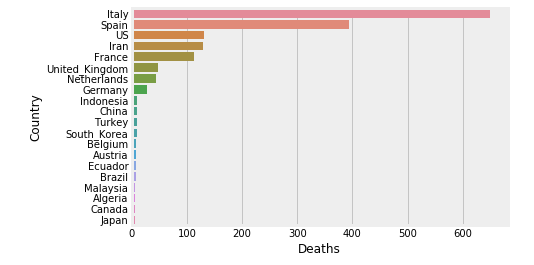 Italy
Spain
US
Iran
France
United_Kingdom
Netherlands
Germany
Indonesia
China
Turkey
South_Korea
Belgium
Austria
Ecuador
Brazil
Malaysia
Algeria
Canada
Japan
Country
0 100 200 300 400 500 600
Deaths